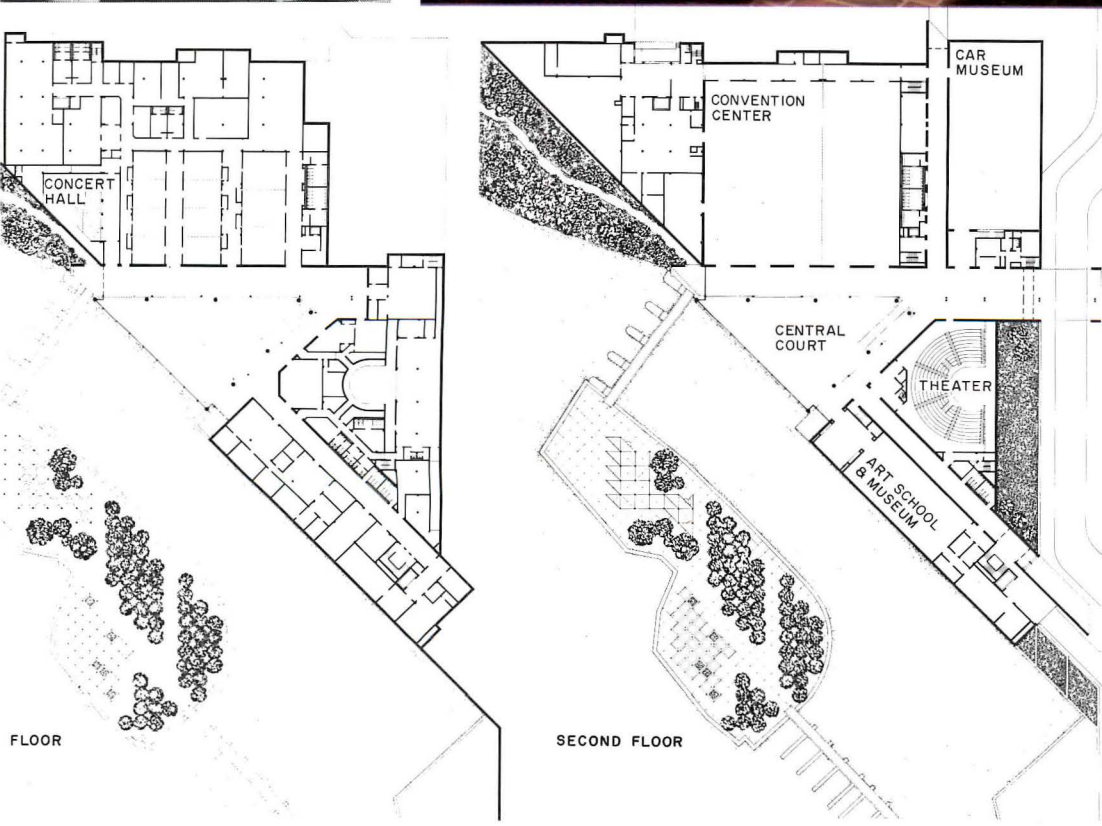 CONCERT
HALL
FLOOR
CONVENTION
CENTER
CAR
MUSEUM
CENTRAL
COURT
THEATER
ART SCHOOL
& MUSEUM
SECOND FLOOR